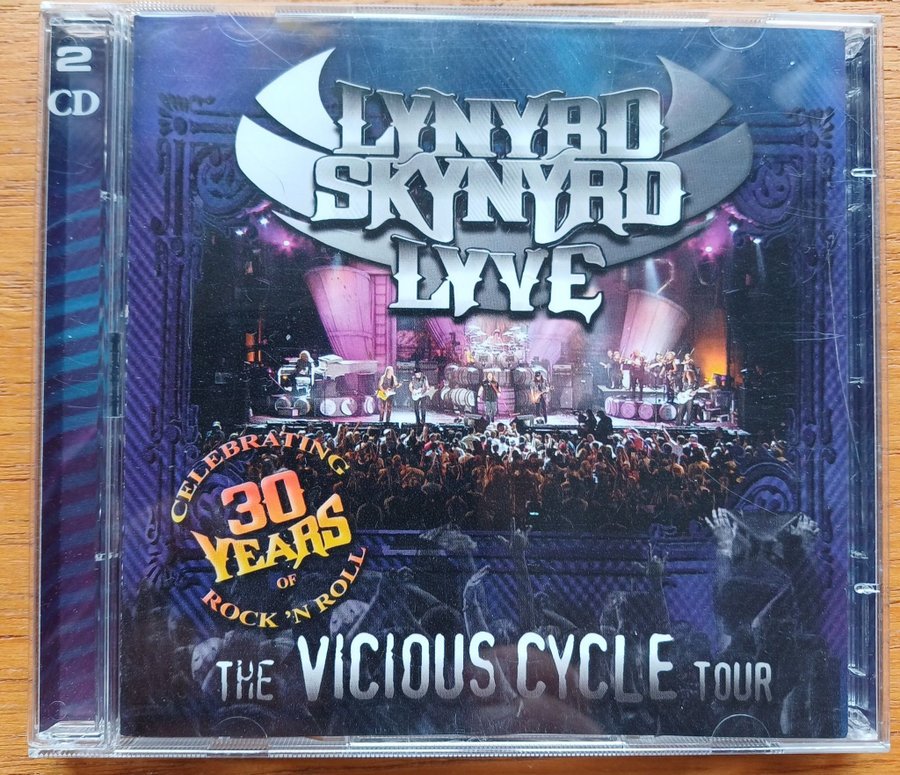 2
CD
LYNYRD
SKYNYRD
LYVE
CELEBRATING
30
YEARS
OF
ROCK 'N ROLL
THE VICIOUS CYCLE TOUR